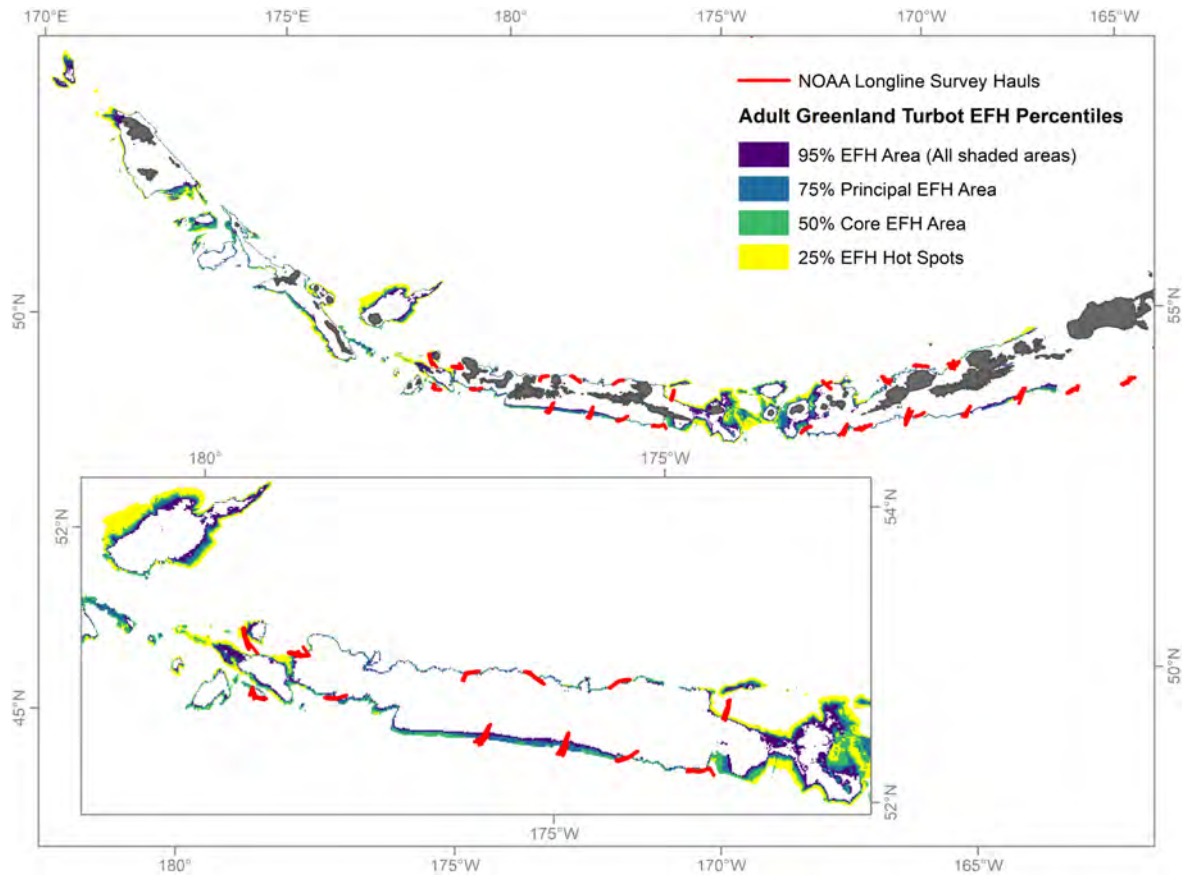 170°E 175°E 180° 175°W 170°W 165°W
NOAA Longline Survey Hauls
Adult Greenland Turbot EFH Percentiles
95% EFH Area (All shaded areas)
75% Principal EFH Area
50% Core EFH Area
25% EFH Hot Spots
50°N
55°N
180° 175°W
52°N
54°N
50°N
45°N
52°N
175°W
180° 175°W 170°W 165°W